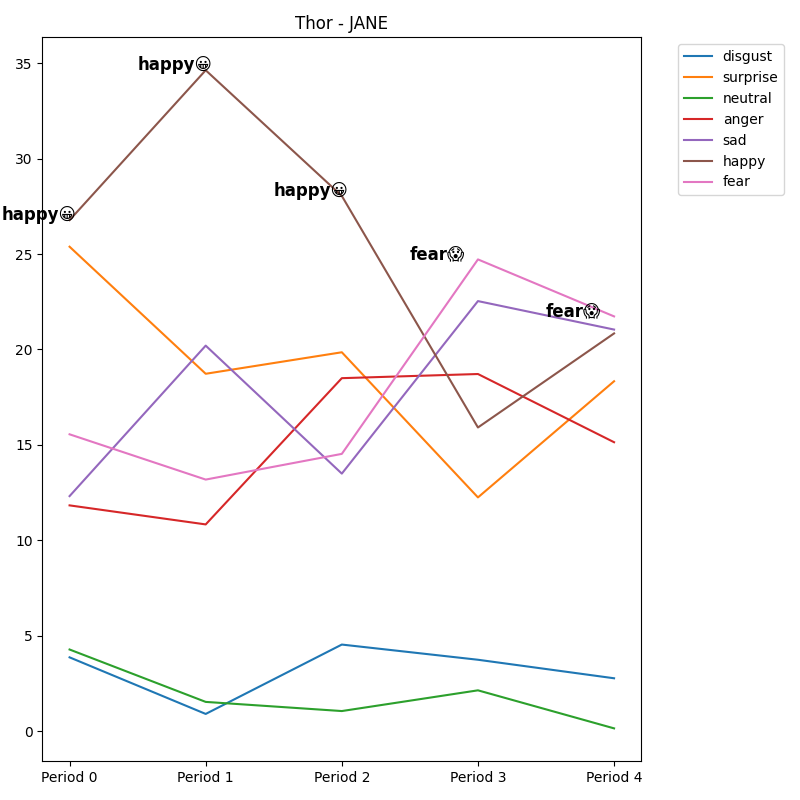 Thor - JANE
disgust
surprise
neutral
anger
sad
happy
fear
35
30
25
20
15
10
5
0
happy😀
happy😀
happy😀
fear😱
fear😱
Period 0
Period 1
Period 2
Period 3
Period 4